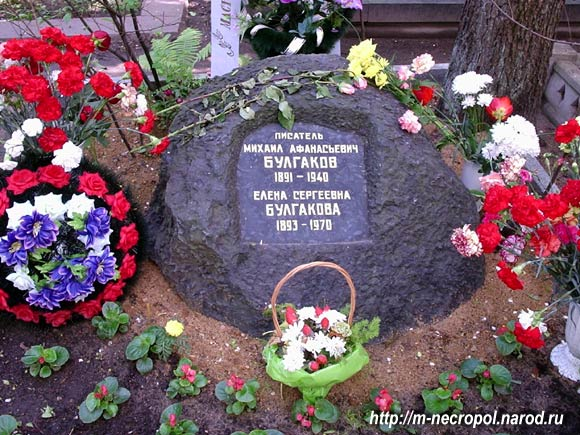 ПИСАТЕЛЬ
МИХАИЛ АФАНАСЬЕВИЧ
БУЛГАКОВ
1891 - 1940
ЕЛЕНА СЕРГЕЕВНА
БУЛГАКОВА
1893 - 1970
http://m-necropol.narod.ru